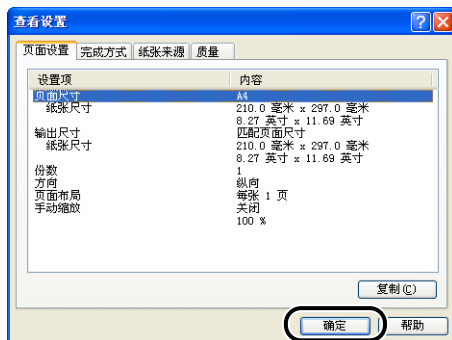 查看设置
页面设置 完成方式 纸张来源 质量
设置项 内容
页面尺寸 A4
纸张尺寸 210.0 毫米 x 297.0 毫米
8.27 英寸 x 11.69 英寸
输出尺寸 匹配页面尺寸
纸张尺寸 210.0 毫米 x 297.0 毫米
8.27 英寸 x 11.69 英寸
份数 1
方向 纵向
页面布局 每张 1 页
手动缩放 关闭
100 %
复制(C)
确定 帮助